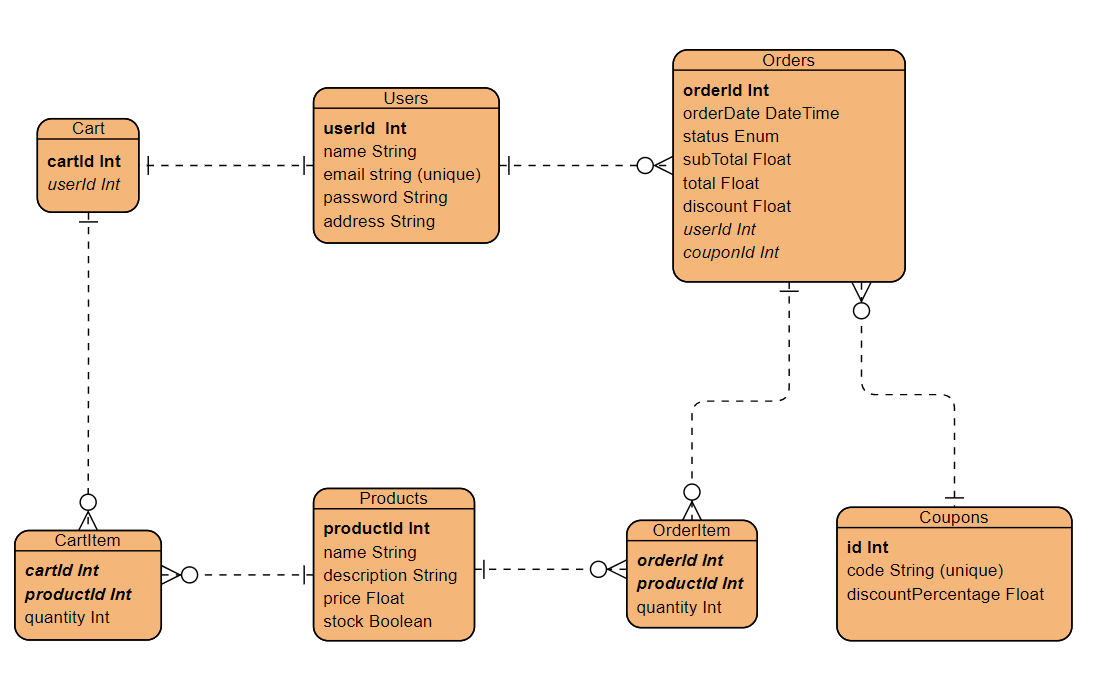 Cart
cartId Int
userId Int
Users
userId Int
name String
email string (unique)
password String
address String
Orders
orderId Int
orderDate DateTime
status Enum
subTotal Float
total Float
discount Float
userId Int
couponId Int
CartItem
cartId Int
productId Int
quantity Int
Products
productId Int
name String
description String
price Float
stock Boolean
OrderItem
orderId Int
productId Int
quantity Int
Coupons
id Int
code String (unique)
discountPercentage Float